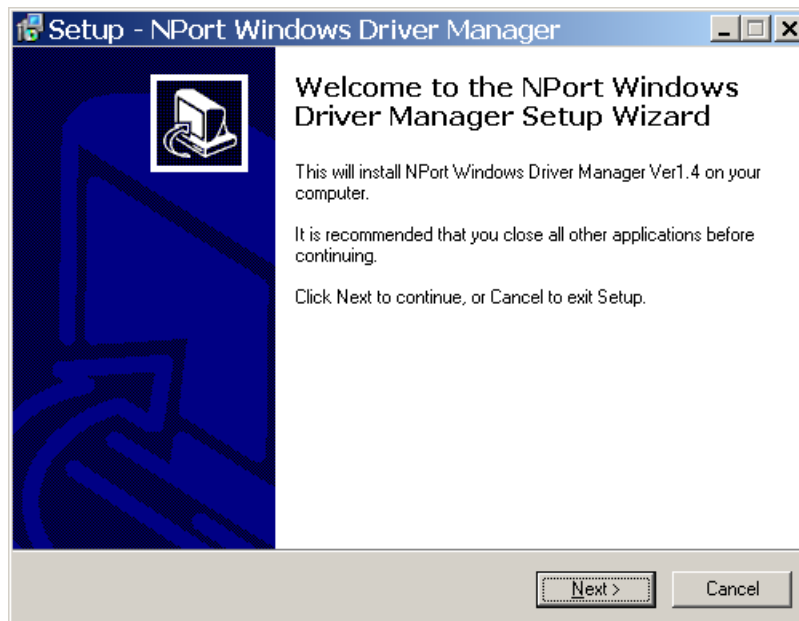 Setup - NPort Windows Driver Manager
Welcome to the NPort Windows
Driver Manager Setup Wizard
This will install NPort Windows Driver Manager Ver1.4 on your
computer.
It is recommended that you close all other applications before
continuing.
Click Next to continue, or Cancel to exit Setup.
Next >
Cancel